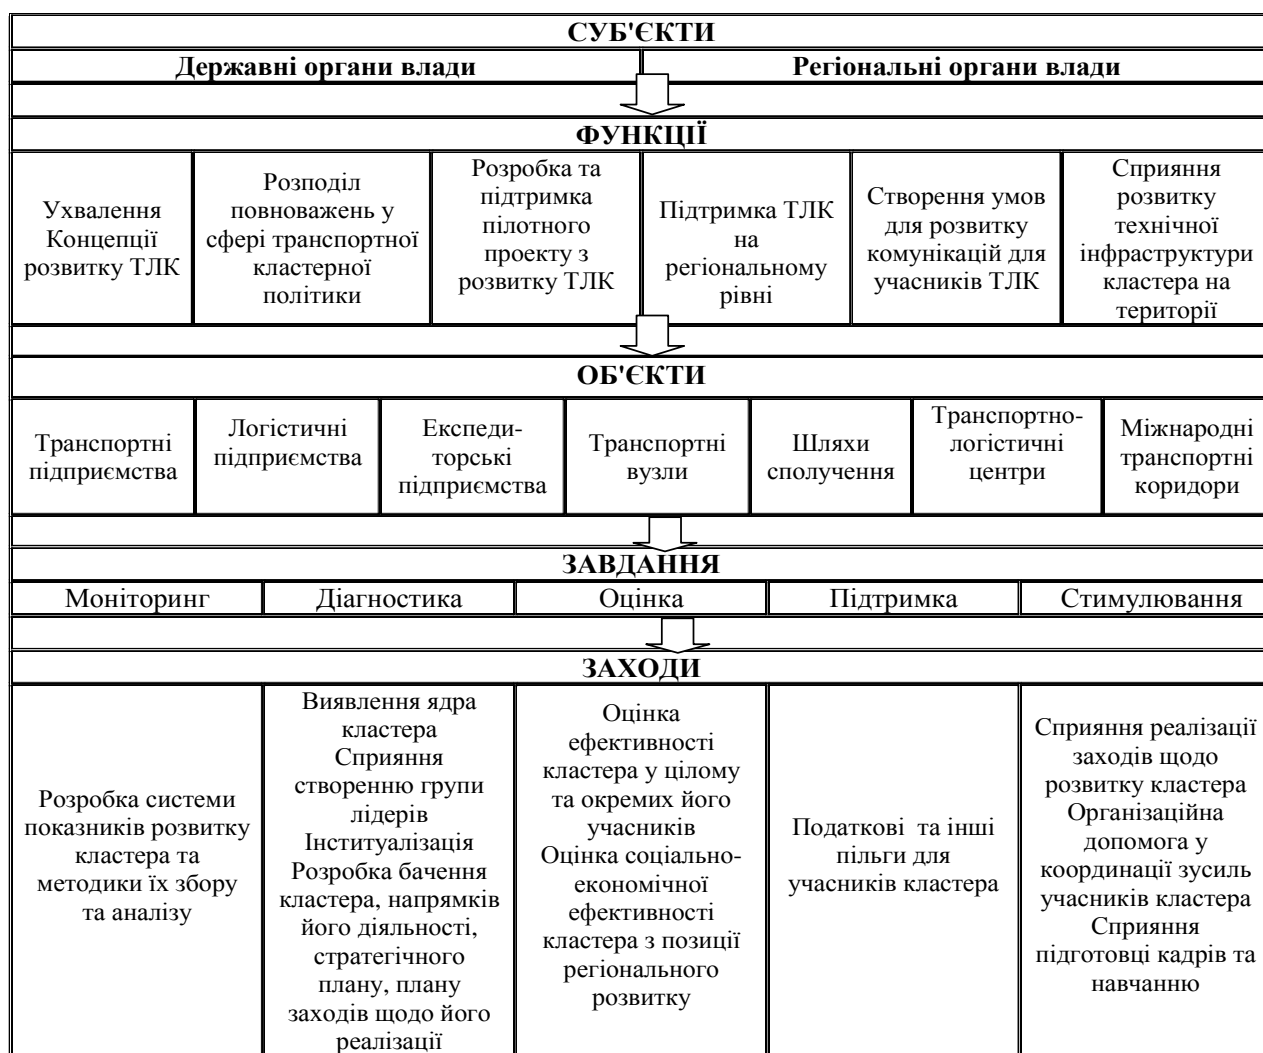 СУБ'ЄКТИ
Державні органи влади
Регіональні органи влади
ФУНКЦІЇ
Ухвалення
Концепції
розвитку ТЛК
Розподіл
повноважень у
сфері транспортної
кластерної
політики
Розробка та
підтримка
пілотного
проекту з
розвитку ТЛК
Підтримка ТЛК
на
регіональному
рівні
Створення умов
для розвитку
комунікацій для
учасників ТЛК
Сприяння
розвитку
технічної
інфраструктури
кластера на
території
ОБ'ЄКТИ
Транспортні
підприємства
Логістичні
підприємства
Експеди-
торські
підприємства
Транспортні
вузли
Шляхи
сполучення
Транспортно-
логістичні
центри
Міжнародні
транспортні
коридори
ЗАВДАННЯ
Моніторинг
Діагностика
Оцінка
Підтримка
Стимулювання
ЗАХОДИ
Розробка системи
показників розвитку
кластера та
методики їх збору
та аналізу
Виявлення ядра
кластера
Сприяння
створенню групи
лідерів
Інституалізація
Розробка бачення
кластера, напрямків
його діяльності,
стратегічного
плану, плану
заходів щодо його
реалізації
Оцінка
ефективності
кластера у цілому
та окремих його
учасників
Оцінка соціально-
економічної
ефективності
кластера з позиції
регіонального
розвитку
Податкові та інші
пільги для
учасників кластера
Сприяння реалізації
заходів щодо
розвитку кластера
Організаційна
допомога у
координації зусиль
учасників кластера
Сприяння
підготовці кадрів та
навчанню